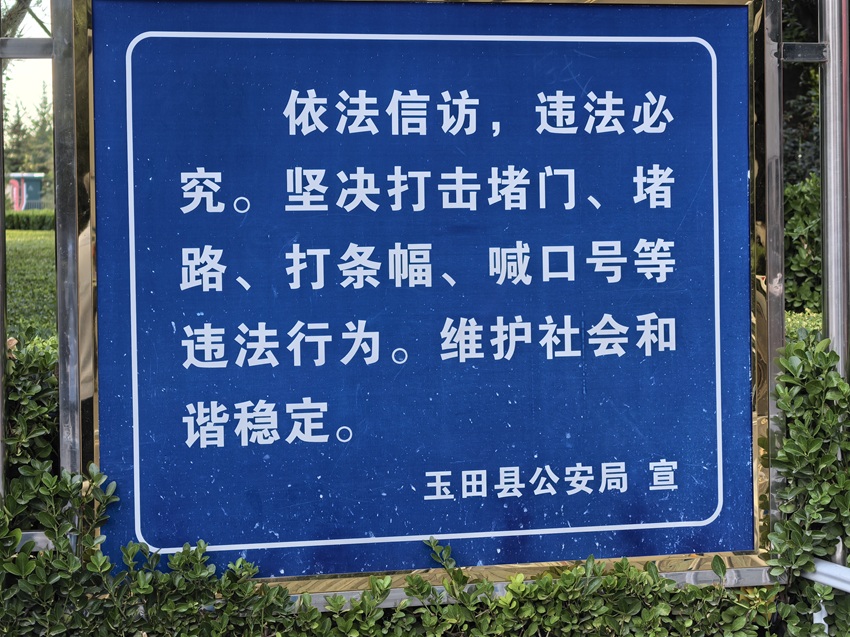 依法信访，违法必
究。坚决打击堵门、堵
路、打条幅、喊口号等
违法行为。维护社会和
谐稳定。
玉田县公安局 宣